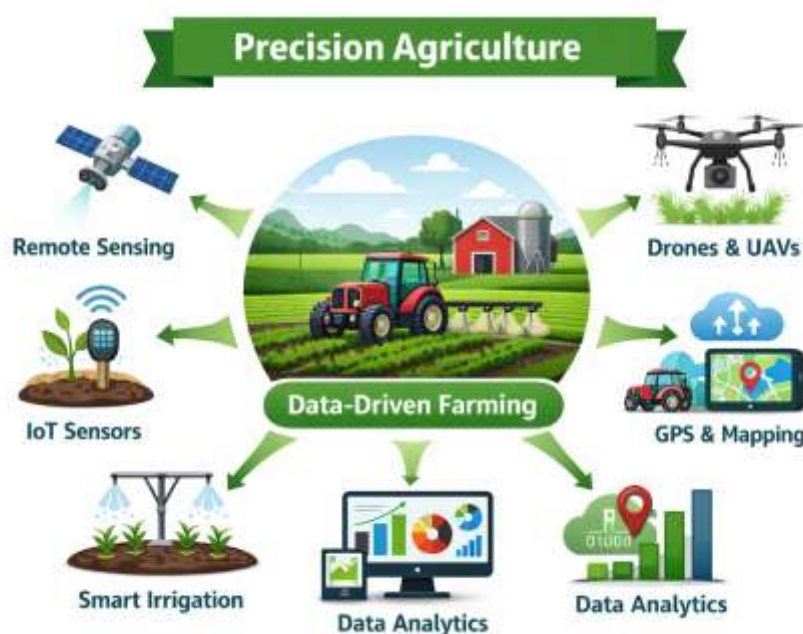 Precision Agriculture
Remote Sensing
Drones & UAVs
IoT Sensors
Data-Driven Farming
GPS & Mapping
Smart Irrigation
Data Analytics
Data Analytics